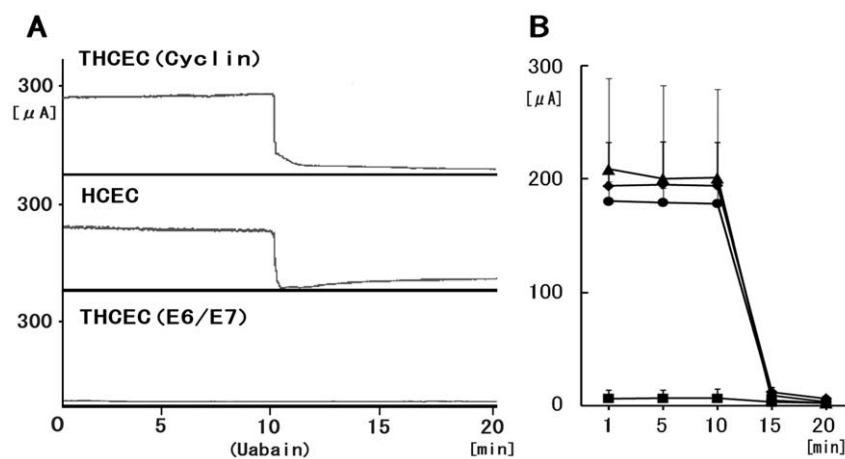 A
THCEC(Cyclin)
300
[μA]
HCEC
300
THCEC(E6/E7)
300
0 5 10 15 20
(Uabain) [min]
B
300
[μA]
200
100
0
1 5 10 15 20
[min]